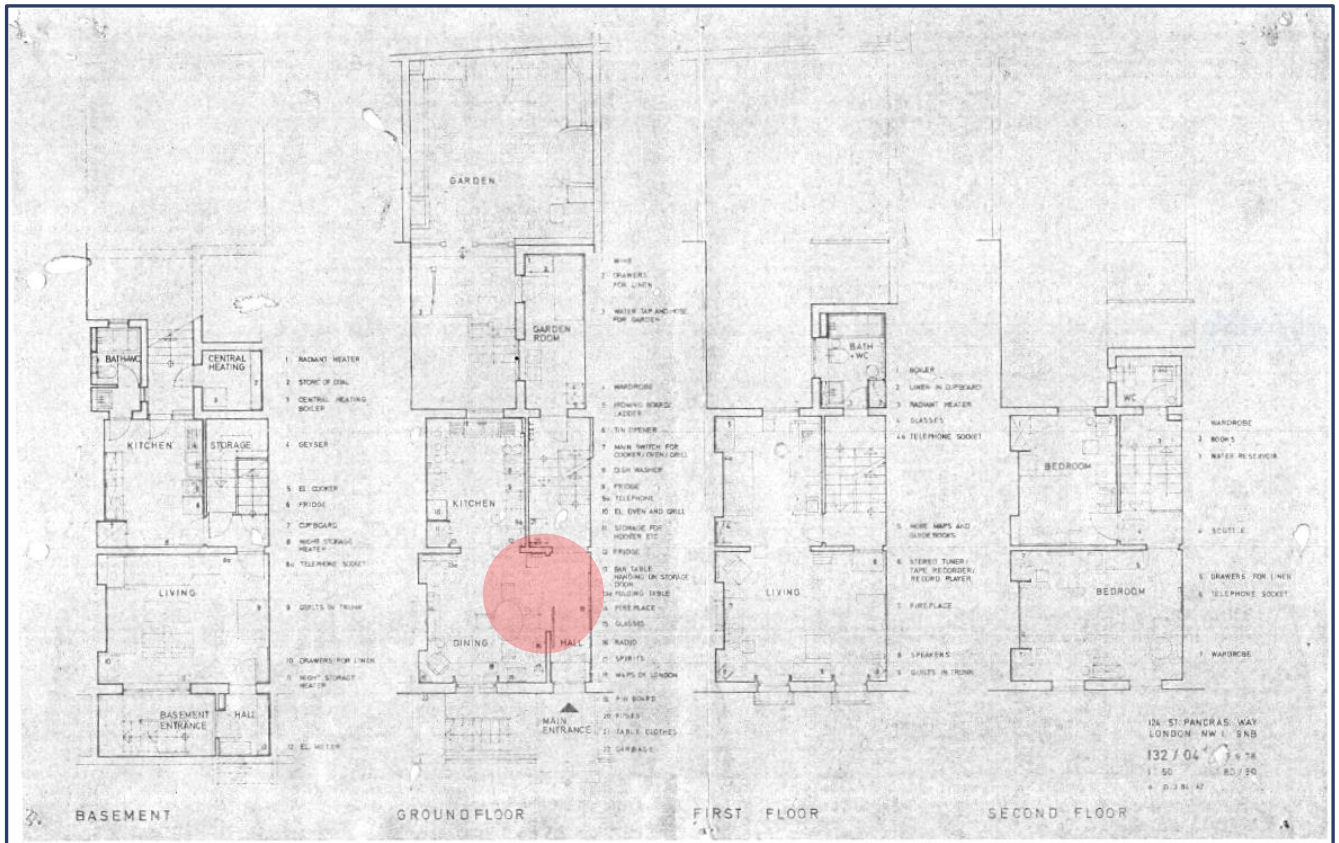 GARDEN
BATH+WC
CENTRAL
HEATING
KITCHEN
STORAGE
LIVING
BASEMENT
ENTRANCE
HALL
1 RADIANT HEATER
2 STORE OF COAL
3 CENTRAL HEATING
BOILER
4 GEYSER
5 EL COOKER
6 FRIDGE
7 CUPBOARD
8 NIGHT STORAGE
HEATER
8a TELEPHONE SOCKET
9 QUILTS IN TRUNK
10 DRAWERS FOR LINEN
11 NIGHT STORAGE
HEATER
12 EL METER
BASEMENT
GARDEN
ROOM
KITCHEN
DINING
HALL
MAIN
ENTRANCE
2 DRAWERS
FOR LINEN
3 WATER TAP AND HOSE
FOR GARDEN
4 WARDROBE
5 IRONING BOARD/
LADDER
6 TIN OPENER
7 MAIN SWITCH FOR
COOKER/OVEN/GRILL
8 DISH WASHER
9 FRIDGE
9a TELEPHONE
10 EL OVEN AND GRILL
11 STORAGE FOR
HOOVER ETC
12 FRIDGE
13 BAR TABLE
HANGING ON STORAGE
DOOR
13a FOLDING TABLE
14 FIREPLACE
15 GLASSES
16 RADIO
17 SPIRITS
18 MAPS OF LONDON
19 PIN BOARD
20 FUSES
21 TABLE CLOTHES
22 GARBAGE
GROUND FLOOR
BATH
+WC
LIVING
1 BOILER
2 LINEN IN CUPBOARD
3 RADIANT HEATER
4 GLASSES
4a TELEPHONE SOCKET
5 MORE MAPS AND
GUIDE BOOKS
6 STEREO TUNER/
TAPE RECORDER/
RECORD PLAYER
7 FIREPLACE
8 SPEAKERS
9 QUILTS IN TRUNK
FIRST FLOOR
WC
BEDROOM
BEDROOM
WARDROBE
2 BOOKS
3 WATER RESERVOIR
4 SCUTTLE
5 DRAWERS FOR LINEN
6 TELEPHONE SOCKET
7 WARDROBE
SECOND FLOOR
124 ST PANCRAS WAY
LONDON NW1 9NB
132 / 04
1 50